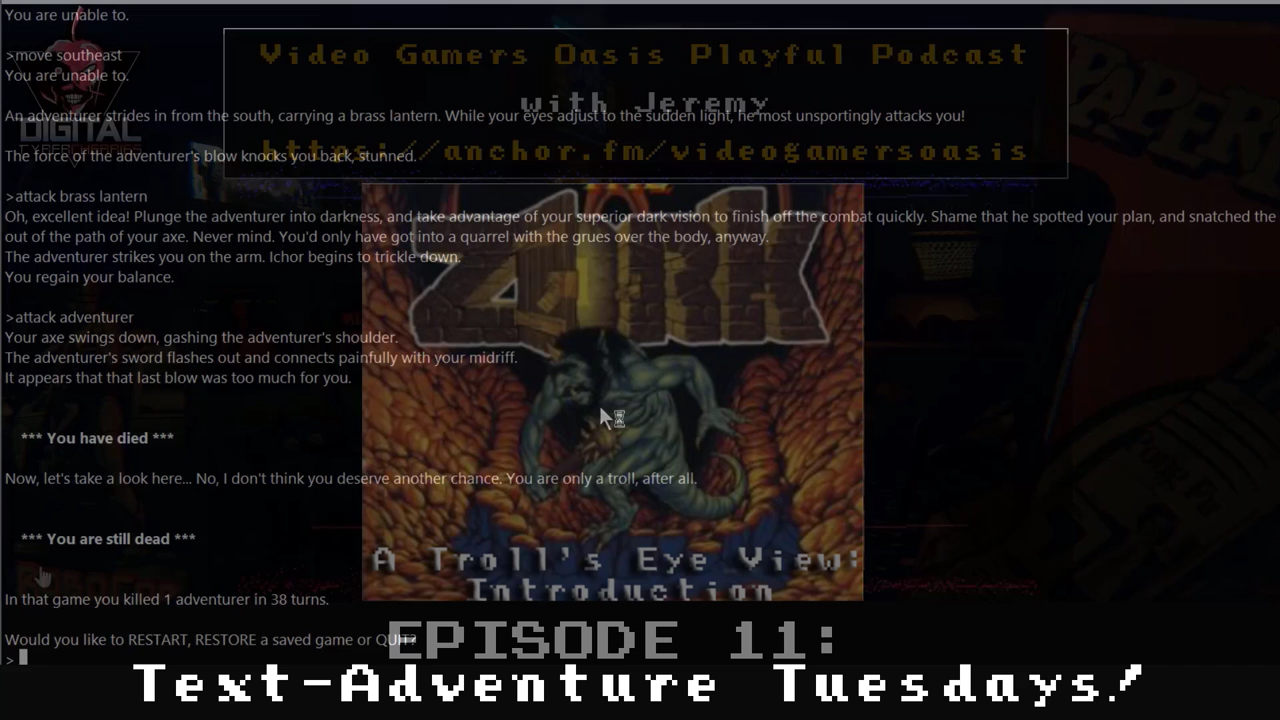 You are unable to.
>move southeast
You are unable to.
An adventurer strides in from the south, carrying a brass lantern. While your eyes adjust to the sudden light, he most unsportingly attacks you!
The force of the adventurer's blow knocks you back, stunned.
>attack brass lantern
Oh, excellent idea! Plunge the adventurer into darkness, and take advantage of your superior dark vision to finish off the combat quickly. Shame that he spotted your plan, and snatched the
out of the path of your axe. Never mind. You'd only have got into a quarrel with the grues over the body, anyway.
The adventurer strikes you on the arm. Ichor begins to trickle down.
You regain your balance.
>attack adventurer
Your axe swings down, gashing the adventurer's shoulder.
The adventurer's sword flashes out and connects painfully with your midriff.
It appears that that last blow was too much for you.
*** You have died ***
Now, let's take a look here... No, I don't think you deserve another chance. You are only a troll, after all.
*** You are still dead ***
In that game you killed 1 adventurer in 38 turns.
Would you like to RESTART, RESTORE a saved game or QUIT?
>
Video Gamers Oasis Playful Podcast
with Jeremy
https://anchor.fm/videogamersoasis
DIGITAL
CYBERCHERRIES
PAPER
ZORK
A Troll's Eye View:
Introduction
EPISODE 11:
Text-Adventure Tuesdays!